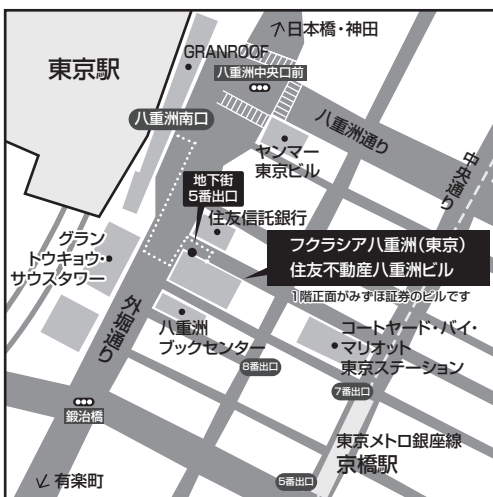 ↗日本橋・神田
GRANROOF
東京駅
八重洲中央口前
八重洲南口
八重洲通り
中央通り
ヤンマー
東京ビル
地下街
5番出口
住友信託銀行
グラン
トウキョウ・
サウスタワー
フクラシア八重洲(東京)
住友不動産八重洲ビル
1階正面がみずほ証券のビルです
外堀通り
八重洲
ブックセンター
コートヤード・バイ・
マリオット
東京ステーション
8番出口
7番出口
鍛治橋
東京メトロ銀座線
京橋駅
↙有楽町
5番出口